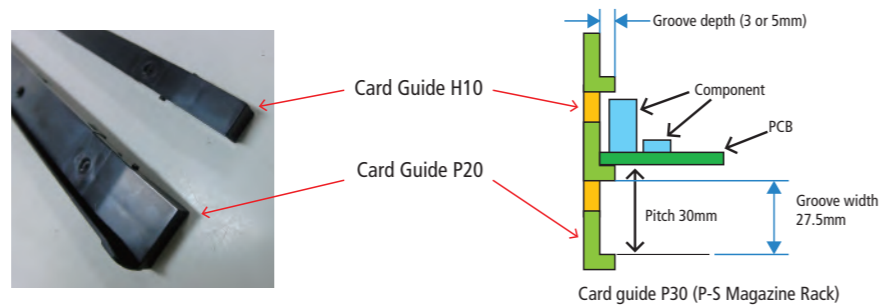 Groove depth (3 or 5mm)
Card Guide H10
Component
PCB
Card Guide P20
Pitch 30mm
Groove width
27.5mm
Card guide P30 (P-S Magazine Rack)